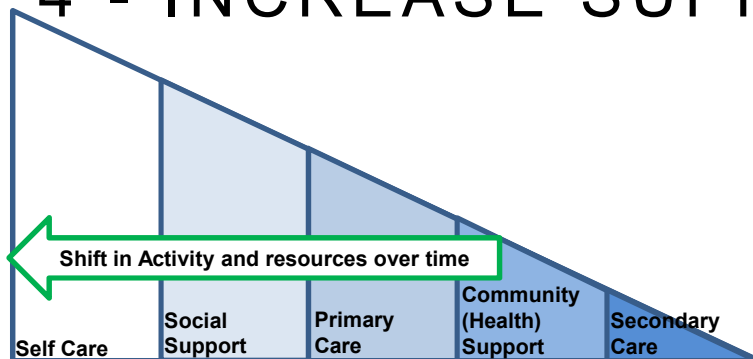 4 - INCREASE
Shift in Activity and resources over time
Self Care
Social
Support
Primary
Care
Community
(Health)
Support
Secondary
Care